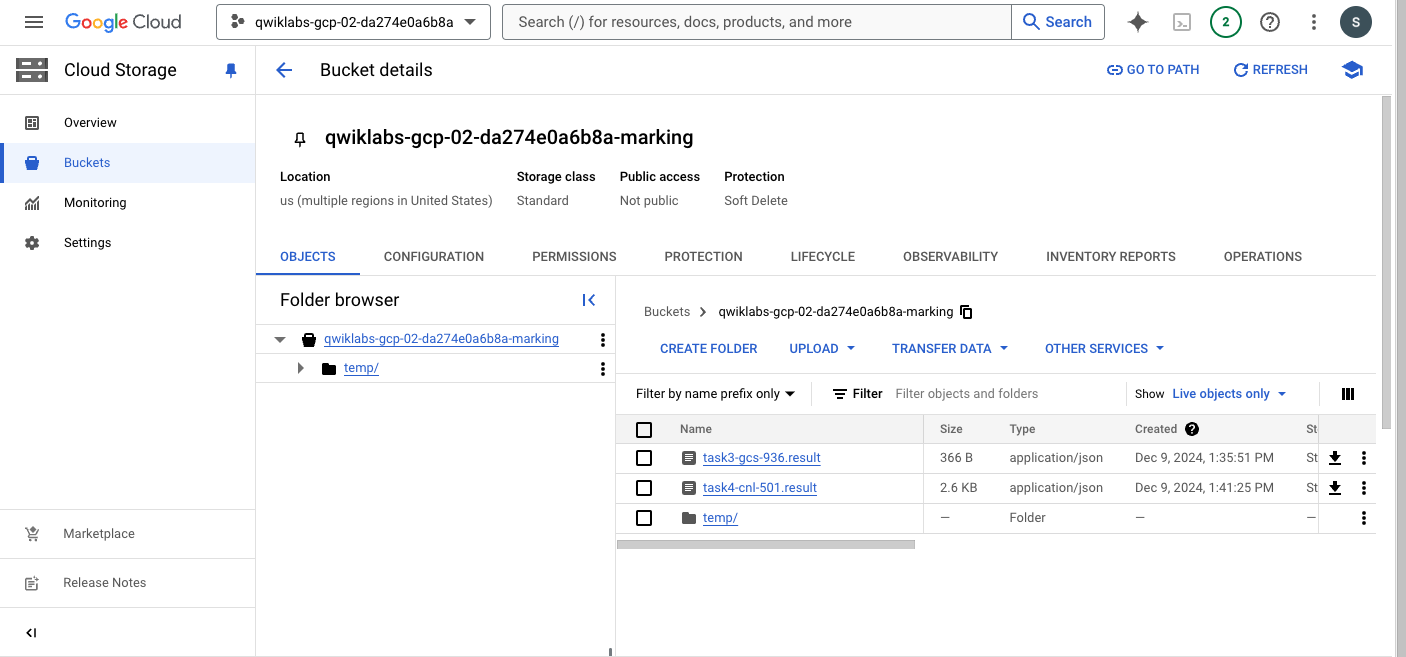 Google Cloud
qwiklabs-gcp-02-da274e0a6b8a
Search (/) for resources, docs, products, and more
Search
2
S
Cloud Storage
Bucket details
GO TO PATH
REFRESH
Overview
Buckets
Monitoring
Settings
Marketplace
Release Notes
qwiklabs-gcp-02-da274e0a6b8a-marking
Location Storage class Public access Protection
us (multiple regions in United States) Standard Not public Soft Delete
OBJECTS CONFIGURATION PERMISSIONS PROTECTION LIFECYCLE OBSERVABILITY INVENTORY REPORTS OPERATIONS
Folder browser
qwiklabs-gcp-02-da274e0a6b8a-marking
temp/
Buckets > qwiklabs-gcp-02-da274e0a6b8a-marking
CREATE FOLDER UPLOAD TRANSFER DATA OTHER SERVICES
Filter by name prefix only Filter Filter objects and folders Show Live objects only
Name Size Type Created ? St
task3-gcs-936.result 366 B application/json Dec 9, 2024, 1:35:51 PM St
task4-cnl-501.result 2.6 KB application/json Dec 9, 2024, 1:41:25 PM St
temp/ — Folder — —